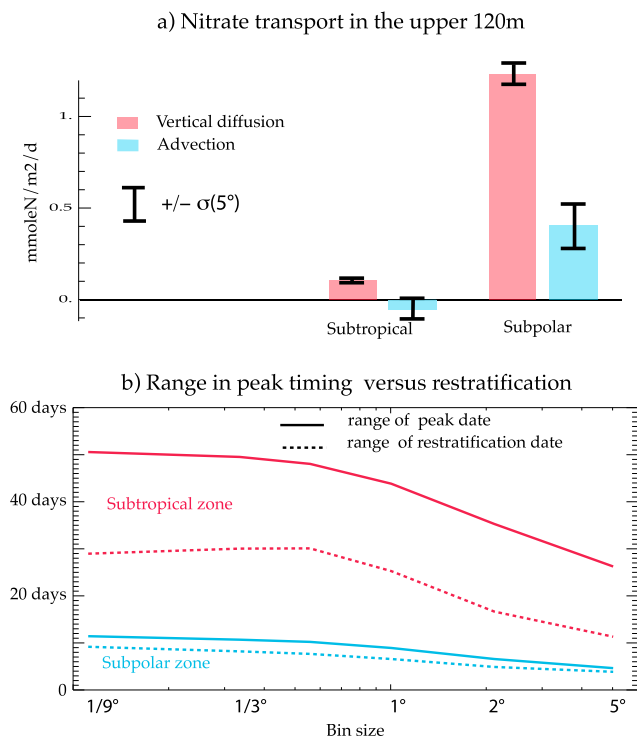 a) Nitrate transport in the upper 120m
mmoleN/m2/d
1.
0.5
0.
Vertical diffusion
Advection
+/− σ(5°)
Subtropical
Subpolar
b) Range in peak timing versus restratification
60 days
40 days
20 days
0
range of peak date
range of restratification date
Subtropical zone
Subpolar zone
1/9° 1/3° 1° 2° 5°
Bin size